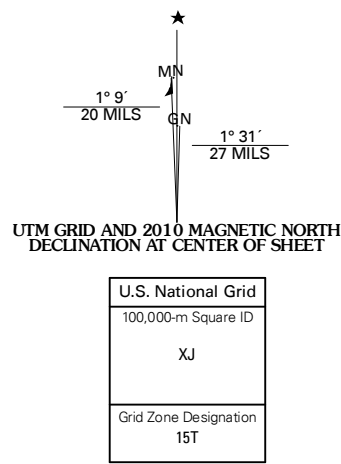 MN
1° 9´
20 MILS
GN
1° 31´
27 MILS
UTM GRID AND 2010 MAGNETIC NORTH
DECLINATION AT CENTER OF SHEET
U.S. National Grid
100,000-m Square ID
XJ
Grid Zone Designation
15T